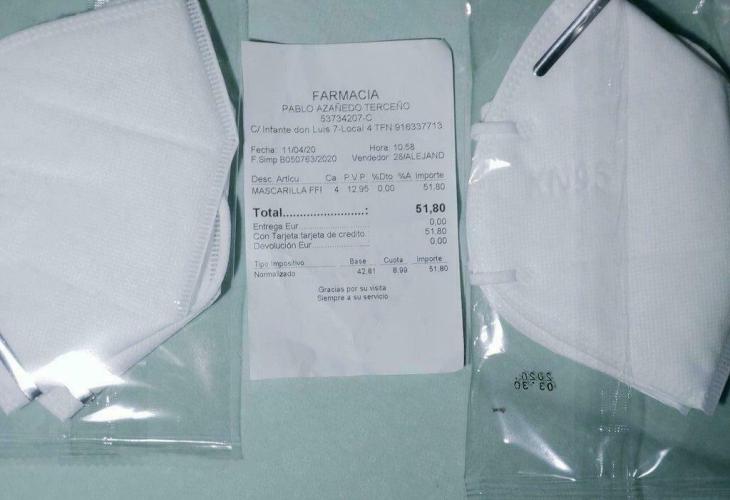 FARMACIA
PABLO AZAÑEDO TERCEÑO
53734207-C
C/.Infante don Luis 7-Local 4 TFN 916337713
Fecha: 11/04/20 Hora: 10:58
F.Simp B050763/2020 Vendedor 28/ALEJAND
Desc. Artícu Ca P.V.P. %Dto %A Importe
MASCARILLA FFI 4 12,95 0,00 51,80
Total........................: 51,80
Entrega Eur 0,00
Con Tarjeta:tarjeta de credito 51,80
Devolución Eur 0,00
Tipo Impositivo Base Cuota Importe
Normalizado 42,81 8,99 51,80
Gracias por su visita
Siempre a su servicio
2020.
03.30